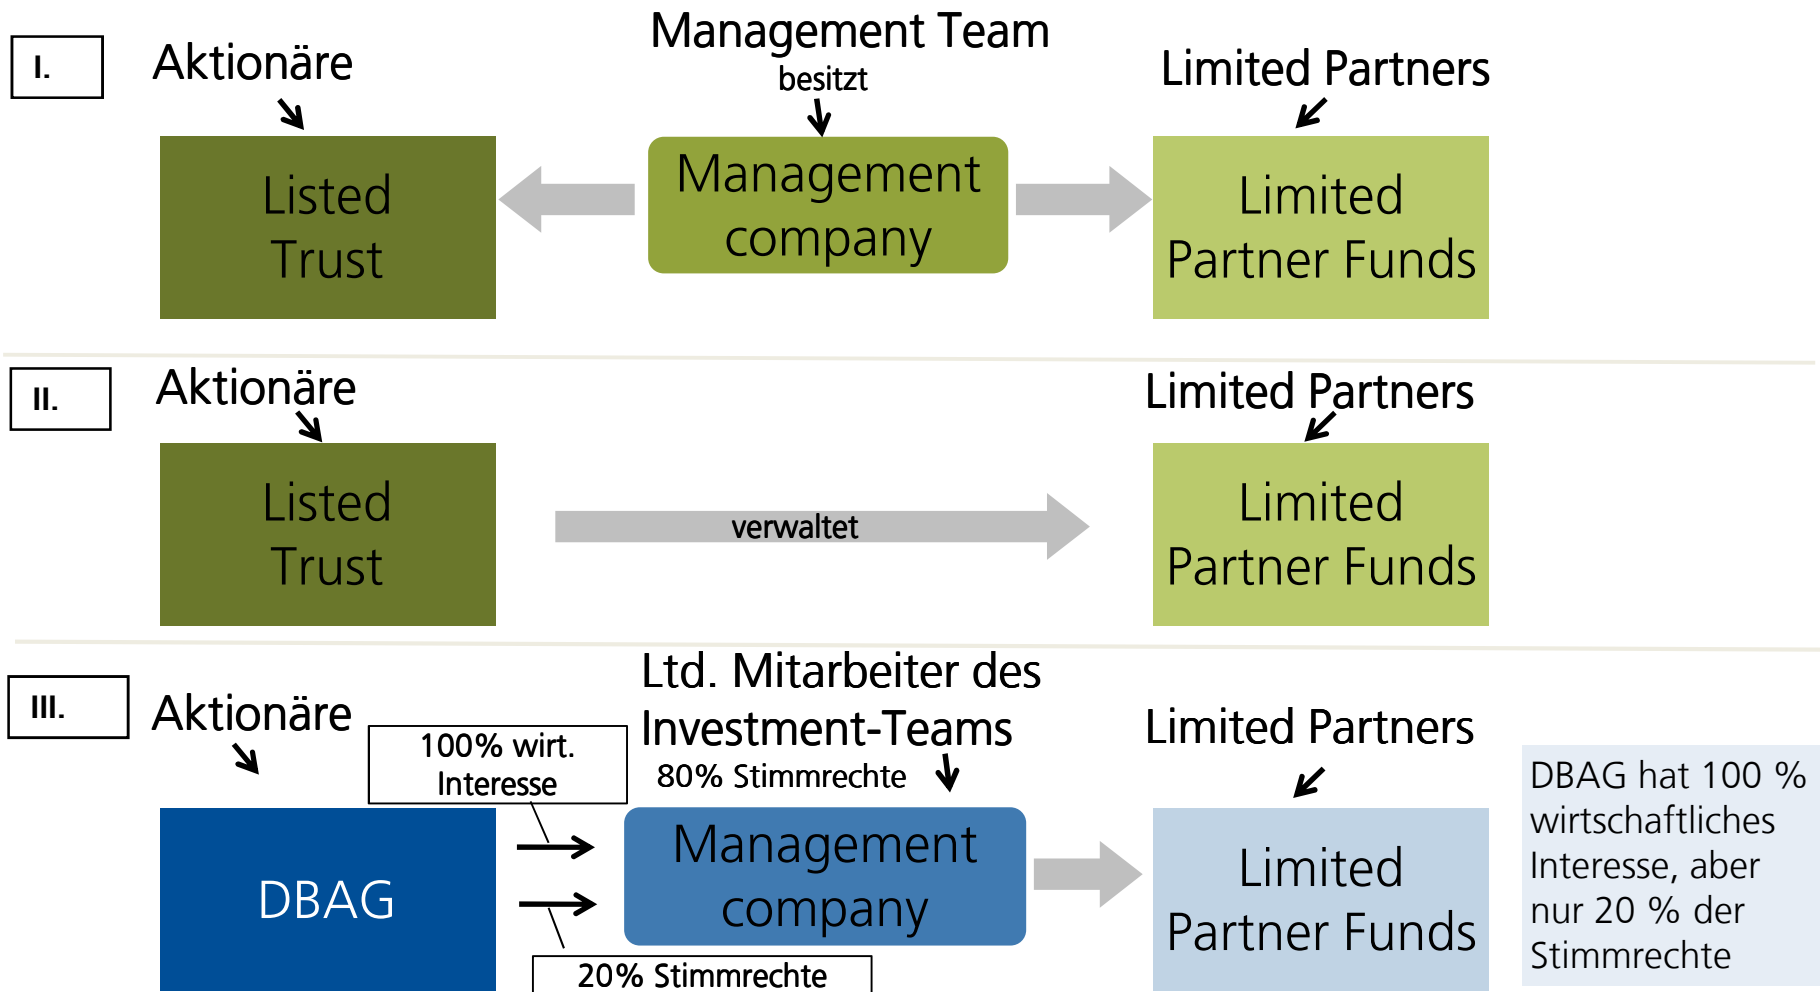 I.
Aktionäre
Management Team
besitzt
Limited Partners
Listed
Trust
Management
company
Limited
Partner Funds
II.
Aktionäre
Limited Partners
Listed
Trust
verwaltet
Limited
Partner Funds
III.
Aktionäre
100% wirt.
Interesse
Ltd. Mitarbeiter des
Investment-Teams
80% Stimmrechte
Limited Partners
DBAG
Management
company
20% Stimmrechte
Limited
Partner Funds
DBAG hat 100 %
wirtschaftliches
Interesse, aber
nur 20 % der
Stimmrechte